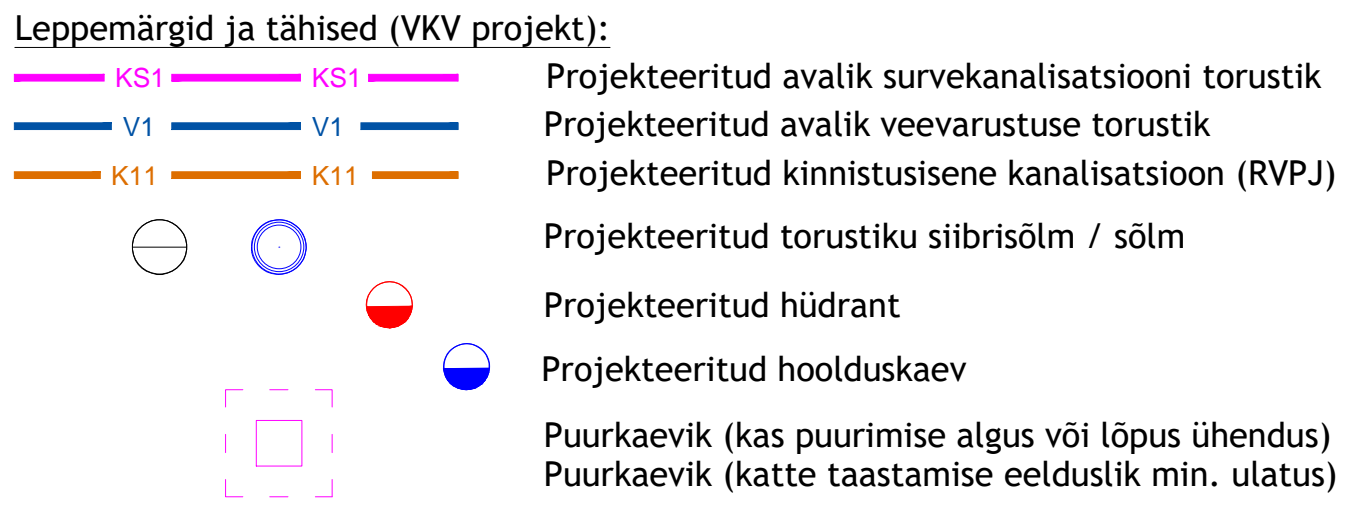 Leppemärgid ja tähised (VKV projekt):
KS1 KS1 Projekteeritud avalik survekanalisatsiooni torustik
V1 V1 Projekteeritud avalik veevarustuse torustik
K11 K11 Projekteeritud kinnistusisene kanalisatsioon (RVPJ)
Projekteeritud torustiku siibrisõlm / sõlm
Projekteeritud hüdrant
Projekteeritud hoolduskaev
Puurkaevik (kas puurimise algus või lõpus ühendus)
Puurkaevik (katte taastamise eelduslik min. ulatus)